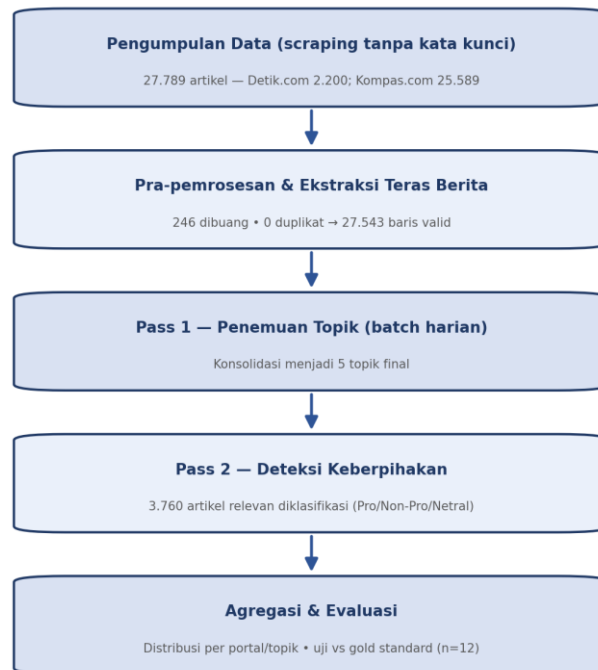 Pengumpulan Data (scraping tanpa kata kunci)
27.789 artikel — Detik.com 2.200; Kompas.com 25.589
Pra-pemrosesan & Ekstraksi Teras Berita
246 dibuang • 0 duplikat → 27.543 baris valid
Pass 1 — Penemuan Topik (batch harian)
Konsolidasi menjadi 5 topik final
Pass 2 — Deteksi Keberpihakan
3.760 artikel relevan diklasifikasi (Pro/Non-Pro/Netral)
Agregasi & Evaluasi
Distribusi per portal/topik • uji vs gold standard (n=12)